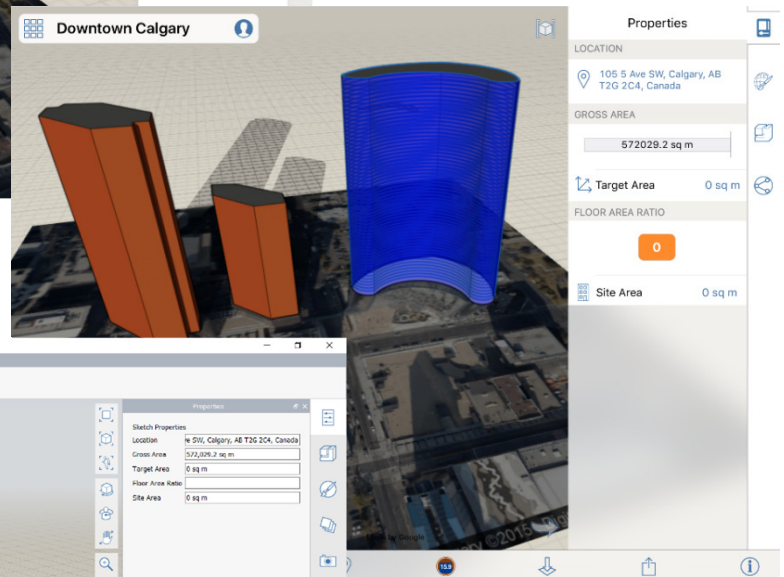 Downtown Calgary
Properties
LOCATION
105 5 Ave SW, Calgary, AB
T2G 2C4, Canada
GROSS AREA
572029.2 sq m
Target Area 0 sq m
FLOOR AREA RATIO
0
Site Area 0 sq m
Properties
Sketch Properties
Location e SW, Calgary, AB T2G 2C4, Canada
Gross Area 572,029.2 sq m
Target Area 0 sq m
Floor Area Ratio
Site Area 0 sq m
Google
©2015
15.9